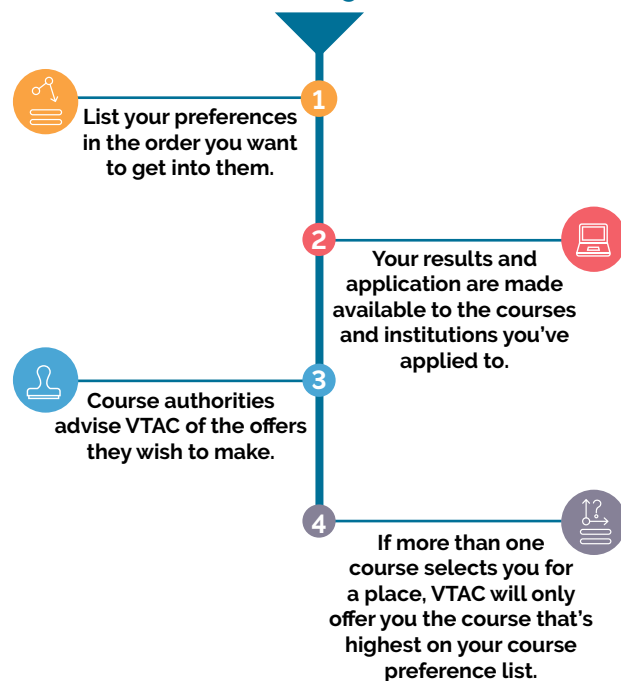 1
List your preferences
in the order you want
to get into them.
2
Your results and
application are made
available to the courses
and institutions you’ve
applied to.
3
Course authorities
advise VTAC of the offers
they wish to make.
4
If more than one
course selects you for
a place, VTAC will only
offer you the course that’s
highest on your course
preference list.